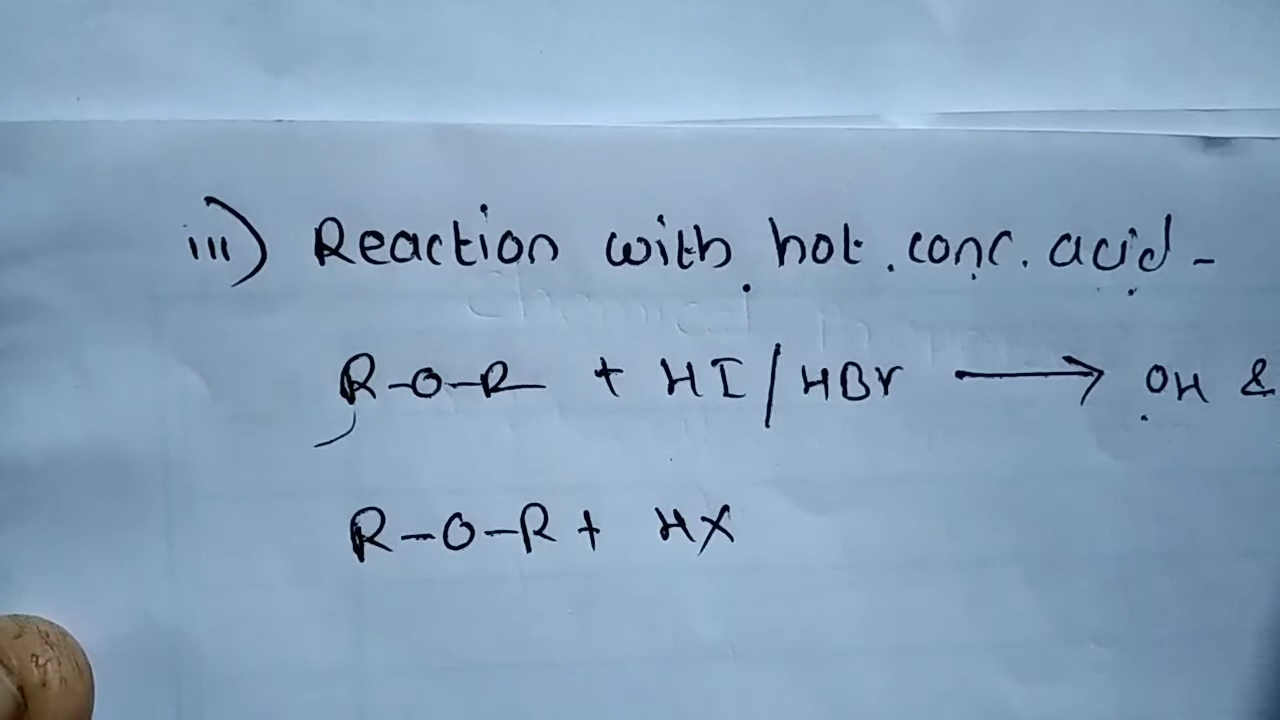 iii) Reaction with hot . conc. acid -
R-O-R + HI/HBr ⟶ OH &
R-O-R + HX